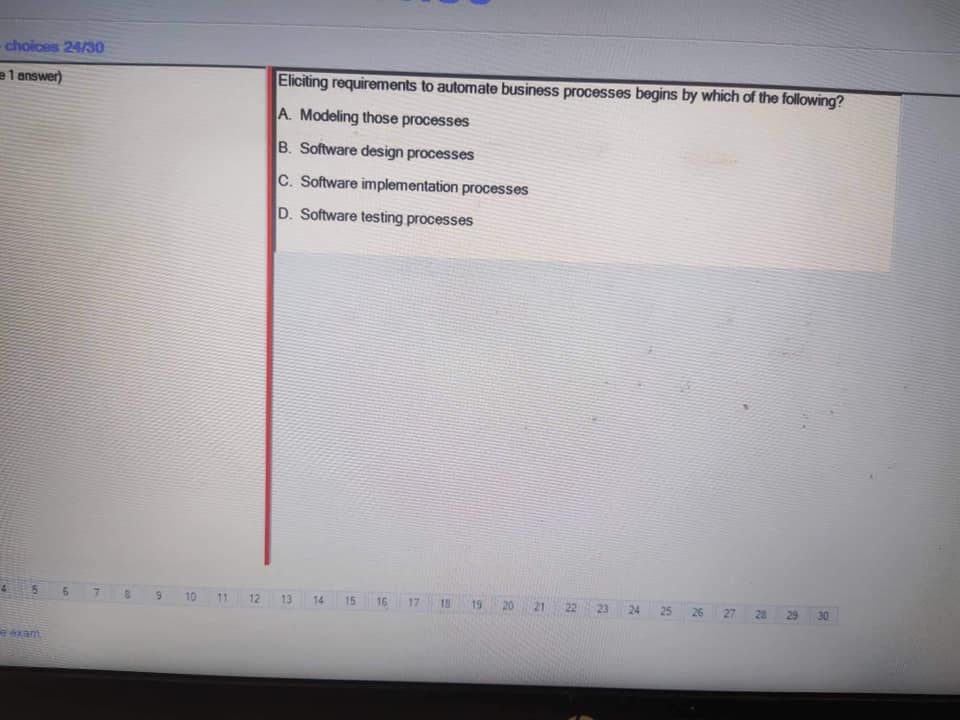 choices 24/30
e 1 answer)
Eliciting requirements to automate business processes begins by which of the following?
A. Modeling those processes
B. Software design processes
C. Software implementation processes
D. Software testing processes
4 5 6 7 8 9 10 11 12 13 14 15 16 17 18 19 20 21 22 23 24 25 26 27 28 29 30
e exam